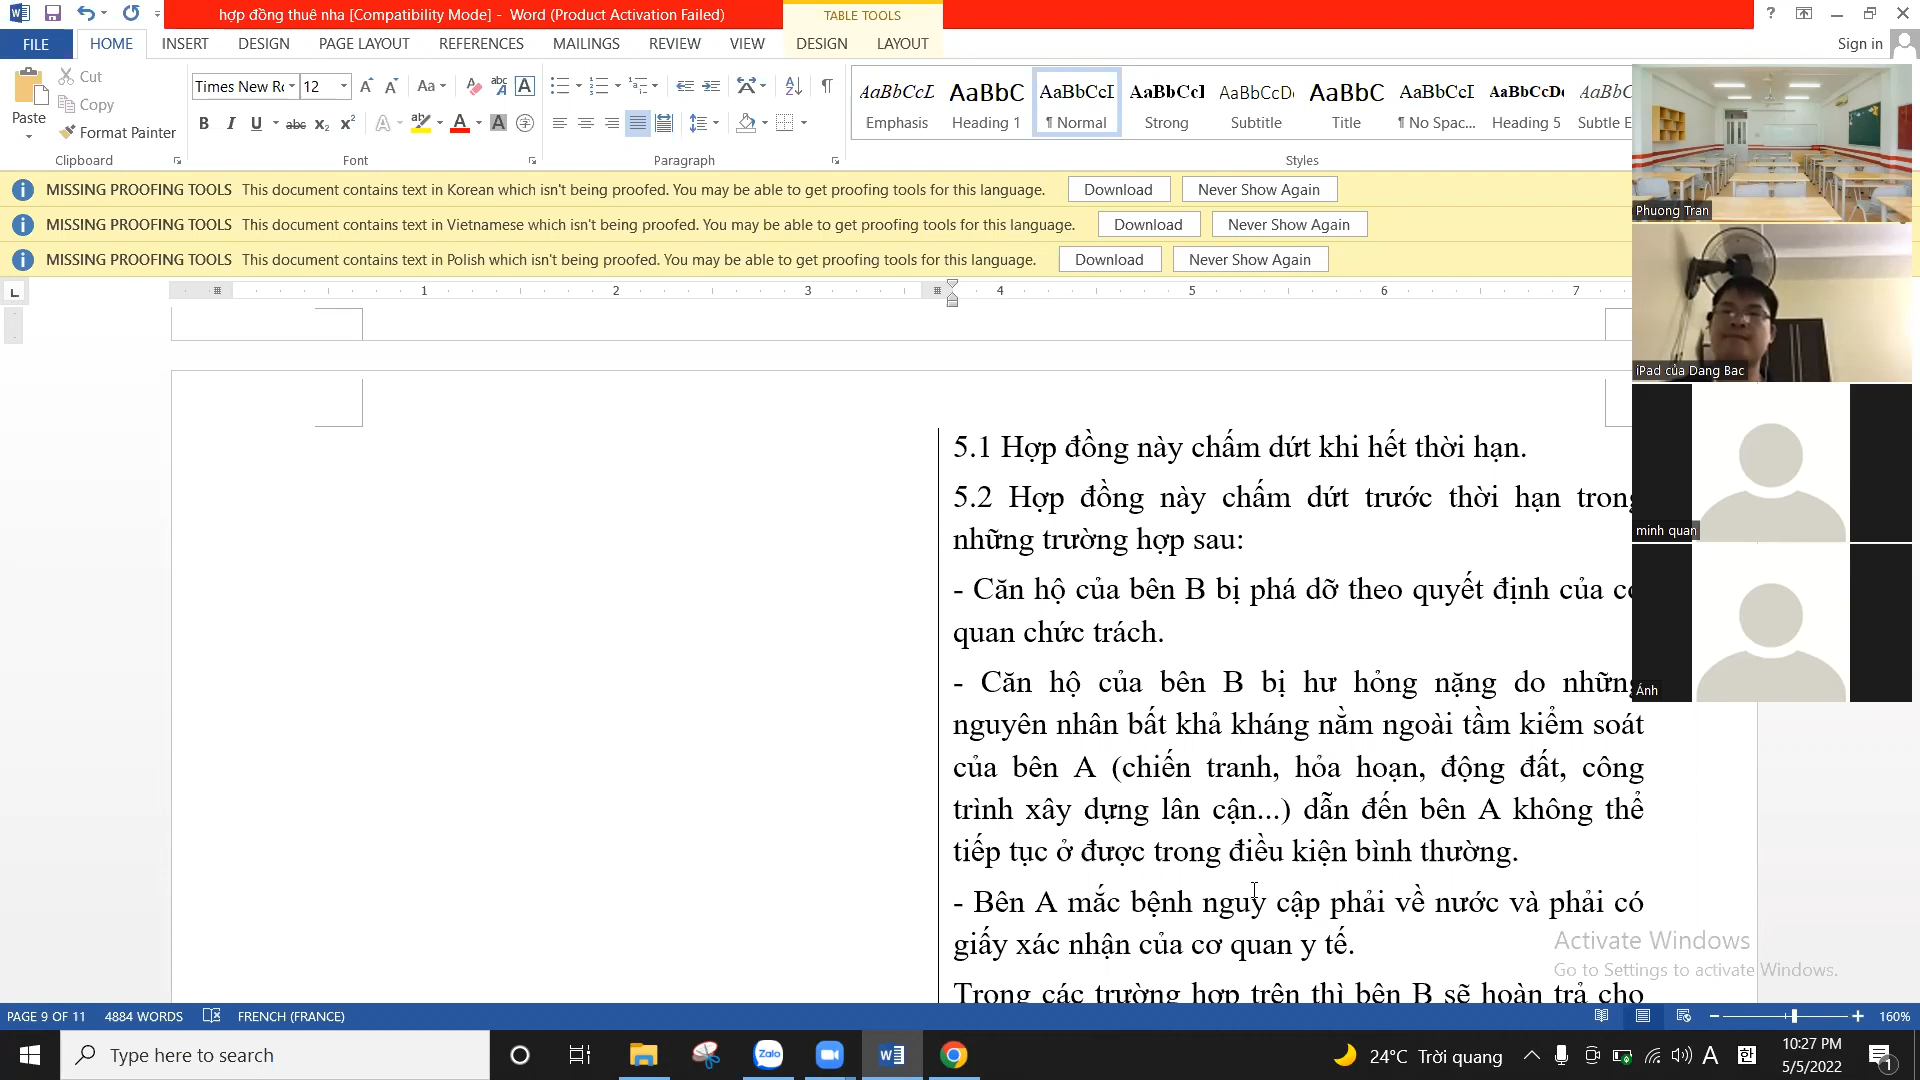 hợp đồng thuê nha [Compatibility Mode] - Word (Product Activation Failed)
TABLE TOOLS
FILE HOME INSERT DESIGN PAGE LAYOUT REFERENCES MAILINGS REVIEW VIEW DESIGN LAYOUT
Sign in
Paste
Cut
Copy
Format Painter
Clipboard
Times New Ro 12
Font
Paragraph
AaBbCcL AaBbC AaBbCcI AaBbCcI AaBbCcDc AaBbC AaBbCcI AaBbCcDc AaBbC
Emphasis Heading 1 ¶ Normal Strong Subtitle Title ¶ No Spac... Heading 5 Subtle E
Styles
MISSING PROOFING TOOLS This document contains text in Korean which isn't being proofed. You may be able to get proofing tools for this language. Download Never Show Again
MISSING PROOFING TOOLS This document contains text in Vietnamese which isn't being proofed. You may be able to get proofing tools for this language. Download Never Show Again
MISSING PROOFING TOOLS This document contains text in Polish which isn't being proofed. You may be able to get proofing tools for this language. Download Never Show Again
1 2 3 4 5 6 7
Phuong Tran
iPad của Dang Bac
minh quan
Ánh
5.1 Hợp đồng này chấm dứt khi hết thời hạn.
5.2 Hợp đồng này chấm dứt trước thời hạn trong
những trường hợp sau:
- Căn hộ của bên B bị phá dỡ theo quyết định của cơ
quan chức trách.
- Căn hộ của bên B bị hư hỏng nặng do những
nguyên nhân bất khả kháng nằm ngoài tầm kiểm soát
của bên A (chiến tranh, hỏa hoạn, động đất, công
trình xây dựng lân cận...) dẫn đến bên A không thể
tiếp tục ở được trong điều kiện bình thường.
- Bên A mắc bệnh nguy cập phải về nước và phải có
giấy xác nhận của cơ quan y tế.
Trong các trường hợp trên thì bên B sẽ hoàn trả cho
Activate Windows
Go to Settings to activate Windows.
PAGE 9 OF 11 4884 WORDS FRENCH (FRANCE) 160%
Type here to search
Zalo
24°C Trời quang
A 한
10:27 PM
5/5/2022
1